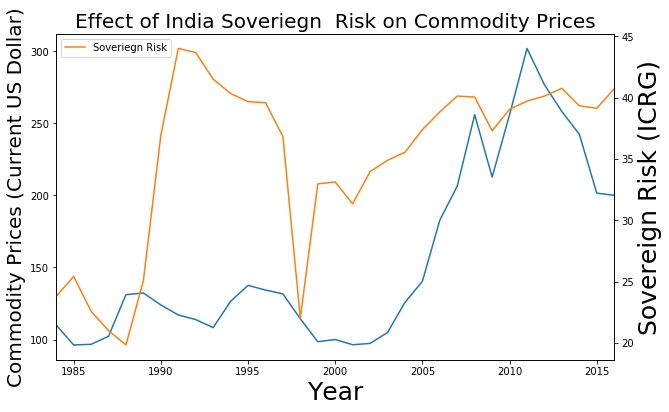 Effect of India Soveriegn  Risk on Commodity Prices
Soveriegn Risk
Commodity Prices (Current US Dollar)
300
250
200
150
100
Sovereign Risk (ICRG)
45
40
35
30
25
20
1985 1990 1995 2000 2005 2010 2015
Year